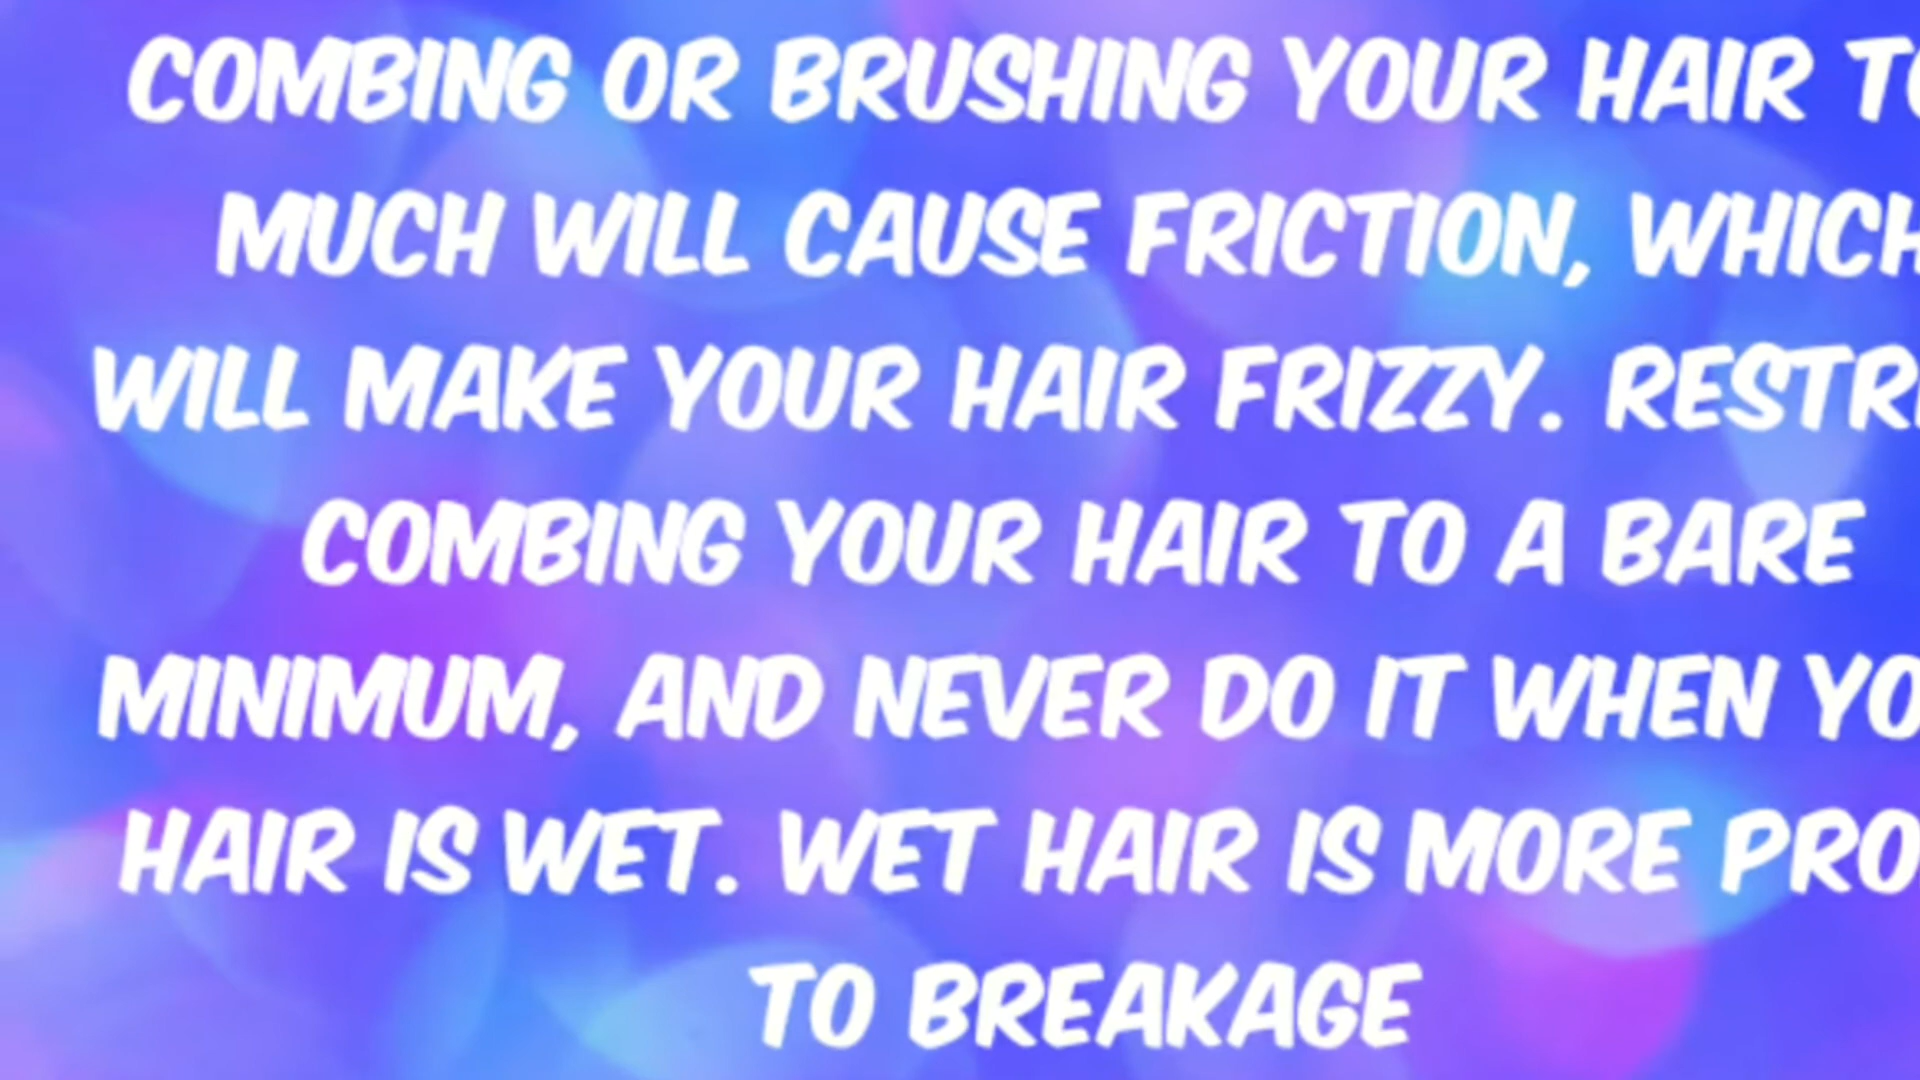 COMBING OR BRUSHING YOUR HAIR TO
MUCH WILL CAUSE FRICTION, WHICH
WILL MAKE YOUR HAIR FRIZZY. RESTRI
COMBING YOUR HAIR TO A BARE
MINIMUM, AND NEVER DO IT WHEN YO
HAIR IS WET. WET HAIR IS MORE PRO
TO BREAKAGE